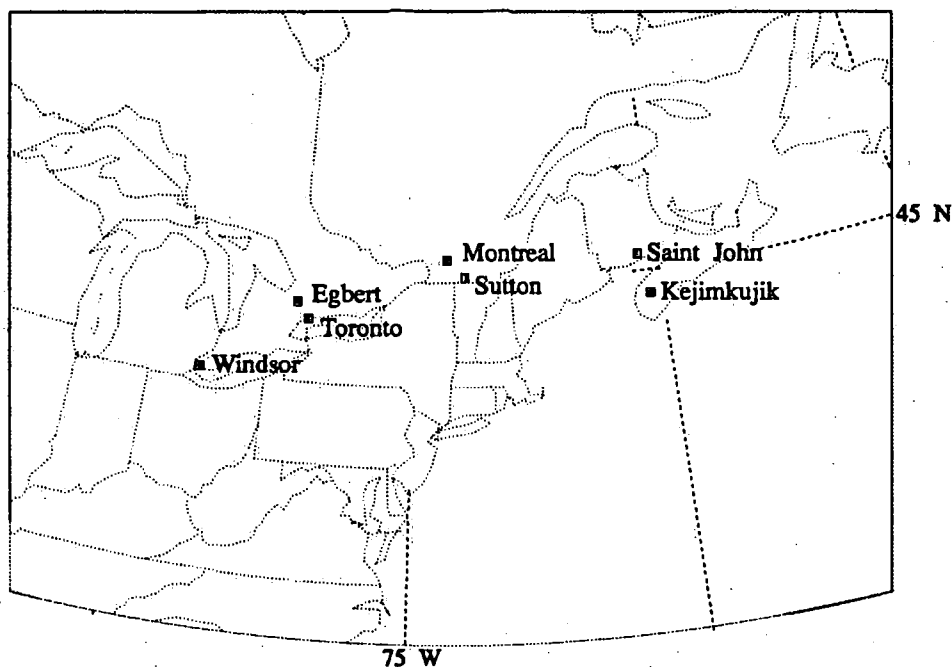 45 N
Montreal
Saint John
Sutton
Egbert
Kejimkujik
Toronto
Windsor
75 W